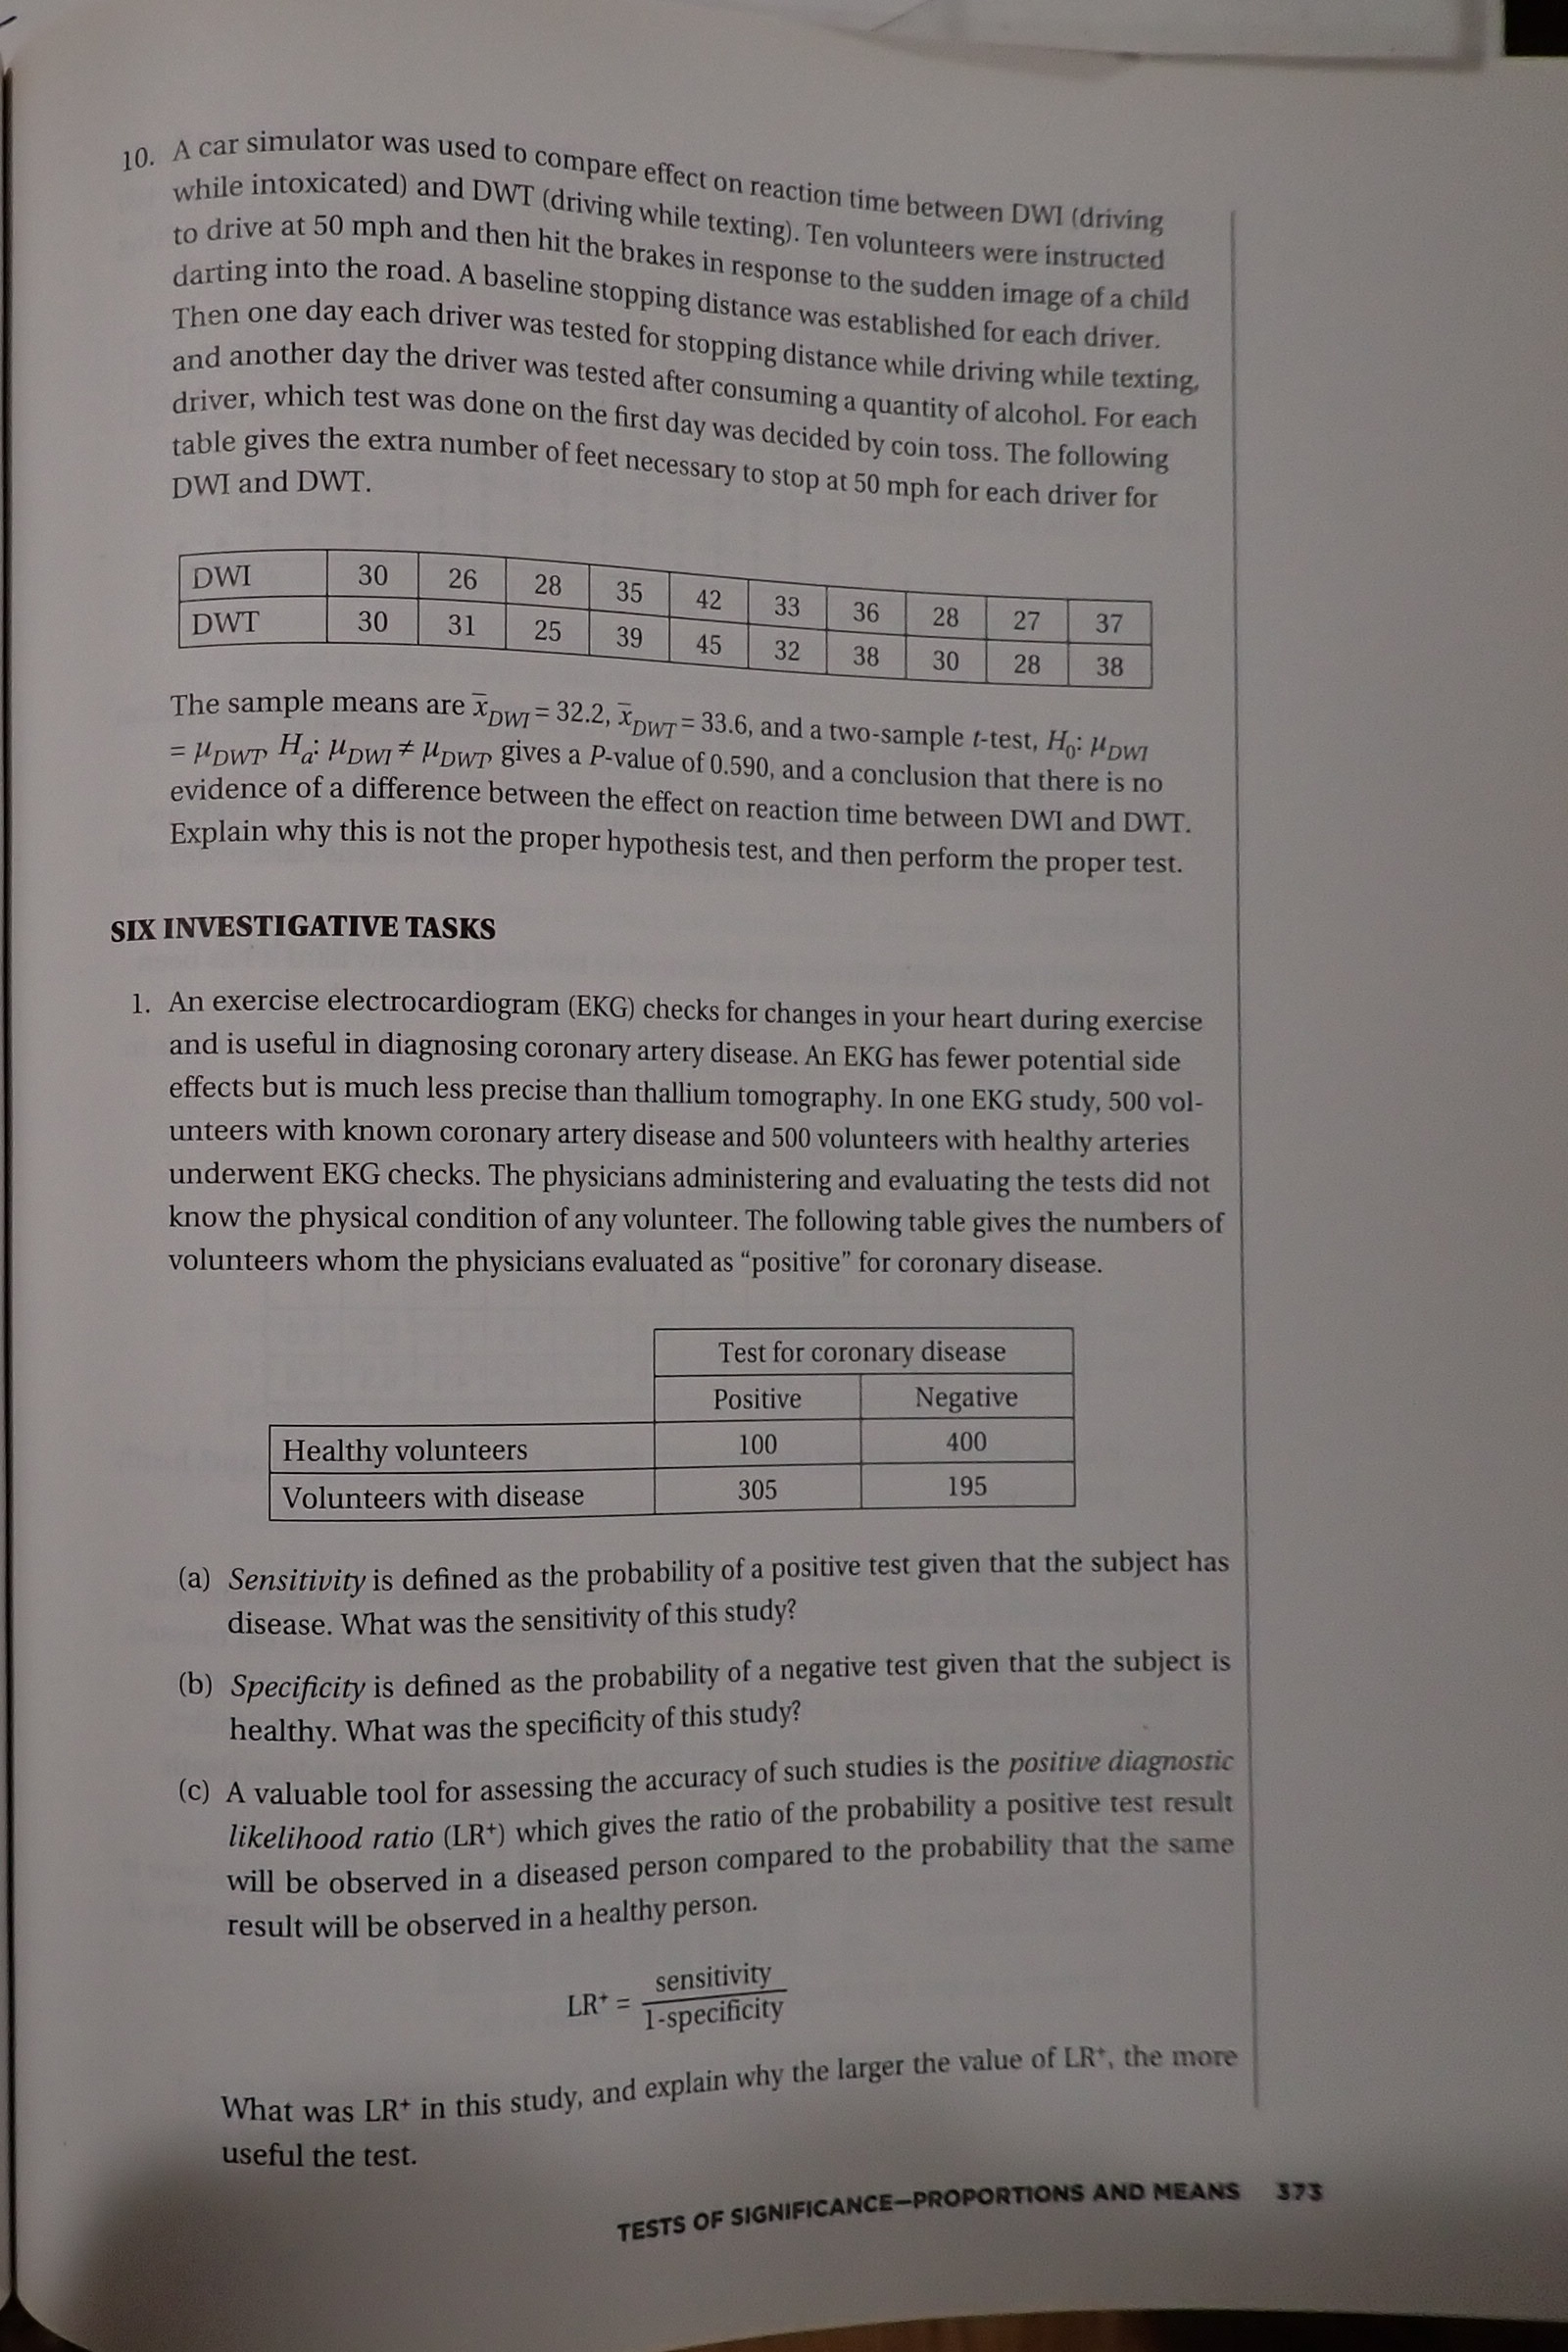 10. A car simulator was used to compare effect on reaction time between DWI (driving
while intoxicated) and DWT (driving while texting). Ten volunteers were instructed
to drive at 50 mph and then hit the brakes in response to the sudden image of a child
darting into the road. A baseline stopping distance was established for each driver.
Then one day each driver was tested for stopping distance while driving while texting,
and another day the driver was tested after consuming a quantity of alcohol. For each
driver, which test was done on the first day was decided by coin toss. The following
table gives the extra number of feet necessary to stop at 50 mph for each driver for
DWI and DWT.
DWI 30 26 28 35 42 33 36 28 27 37
DWT 30 31 25 39 45 32 38 30 28 38
The sample means are x̄DWI = 32.2, x̄DWT = 33.6, and a two-sample t-test, H0: μDWI
= μDWT, Ha: μDWI ≠ μDWT, gives a P-value of 0.590, and a conclusion that there is no
evidence of a difference between the effect on reaction time between DWI and DWT.
Explain why this is not the proper hypothesis test, and then perform the proper test.
SIX INVESTIGATIVE TASKS
1. An exercise electrocardiogram (EKG) checks for changes in your heart during exercise
and is useful in diagnosing coronary artery disease. An EKG has fewer potential side
effects but is much less precise than thallium tomography. In one EKG study, 500 vol-
unteers with known coronary artery disease and 500 volunteers with healthy arteries
underwent EKG checks. The physicians administering and evaluating the tests did not
know the physical condition of any volunteer. The following table gives the numbers of
volunteers whom the physicians evaluated as “positive” for coronary disease.
Test for coronary disease
Positive Negative
Healthy volunteers 100 400
Volunteers with disease 305 195
(a) Sensitivity is defined as the probability of a positive test given that the subject has
disease. What was the sensitivity of this study?
(b) Specificity is defined as the probability of a negative test given that the subject is
healthy. What was the specificity of this study?
(c) A valuable tool for assessing the accuracy of such studies is the positive diagnostic
likelihood ratio (LR⁺) which gives the ratio of the probability a positive test result
will be observed in a diseased person compared to the probability that the same
result will be observed in a healthy person.
LR⁺ = sensitivity
1-specificity
What was LR⁺ in this study, and explain why the larger the value of LR⁺, the more
useful the test.
TESTS OF SIGNIFICANCE—PROPORTIONS AND MEANS 373